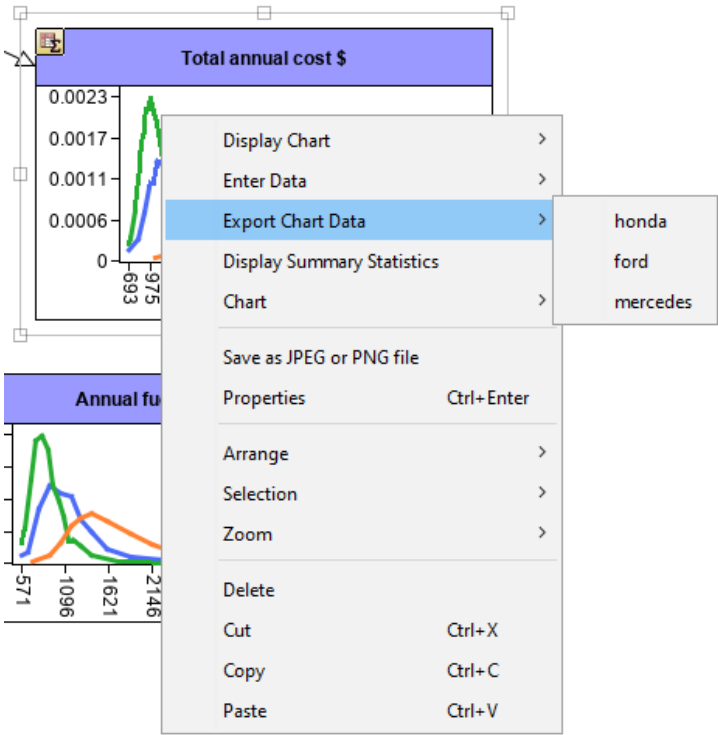 Total annual cost $
0.0023
0.0017
0.0011
0.0006
0
-693
-975
Display Chart
Enter Data
Export Chart Data
honda
Display Summary Statistics
ford
Chart
mercedes
Save as JPEG or PNG file
Properties Ctrl+Enter
Annual fu
Arrange
Selection
Zoom
571
1096
1621
2146
Delete
Cut Ctrl+X
Copy Ctrl+C
Paste Ctrl+V